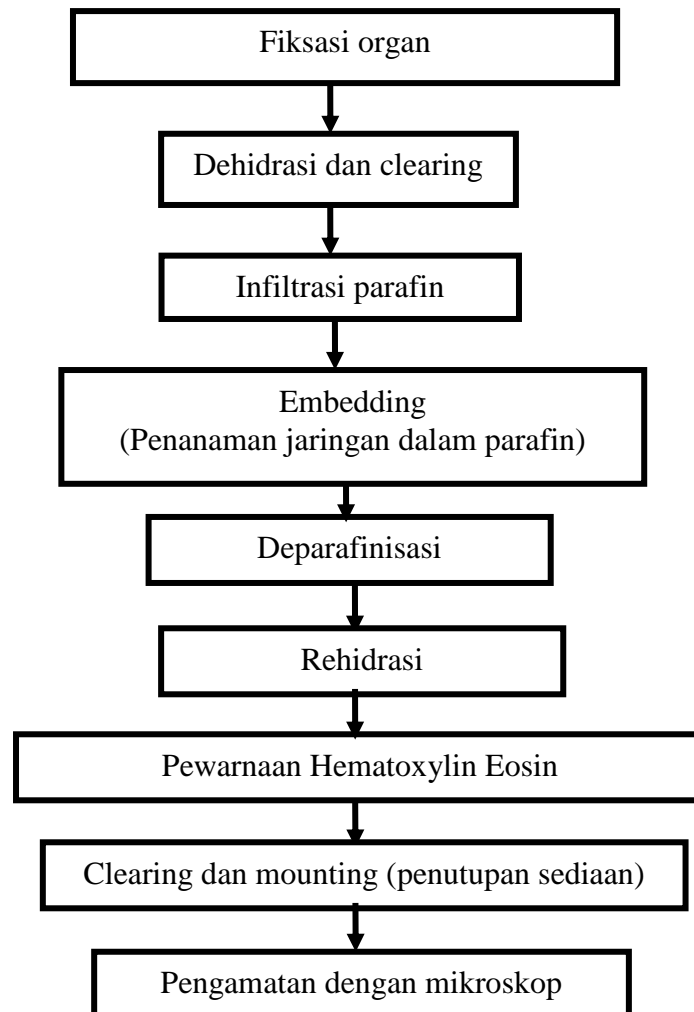 Fiksasi organ
Dehidrasi dan clearing
Infiltrasi parafin
Embedding
(Penanaman jaringan dalam parafin)
Deparafinisasi
Rehidrasi
Pewarnaan Hematoxylin Eosin
Clearing dan mounting (penutupan sediaan)
Pengamatan dengan mikroskop